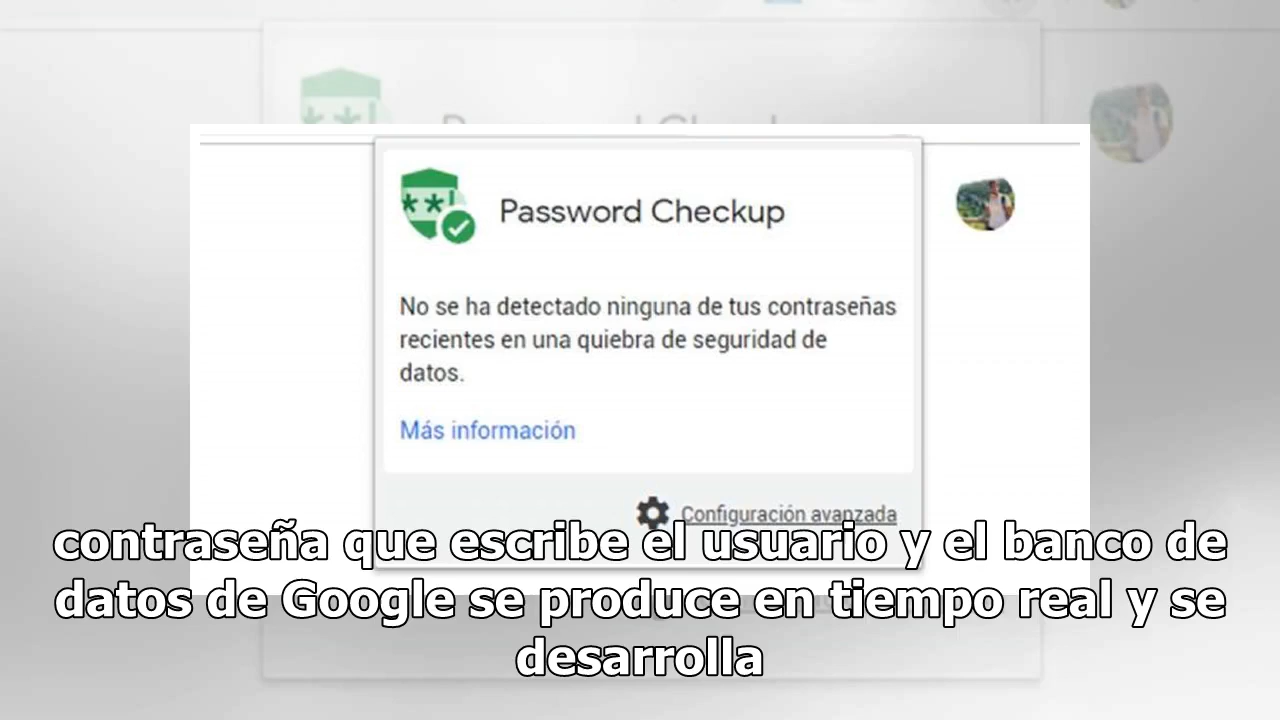 Password Checkup
No se ha detectado ninguna de tus contraseñas
recientes en una quiebra de seguridad de
datos.
Más información
Configuración avanzada
contraseña que escribe el usuario y el banco de
datos de Google se produce en tiempo real y se
desarrolla